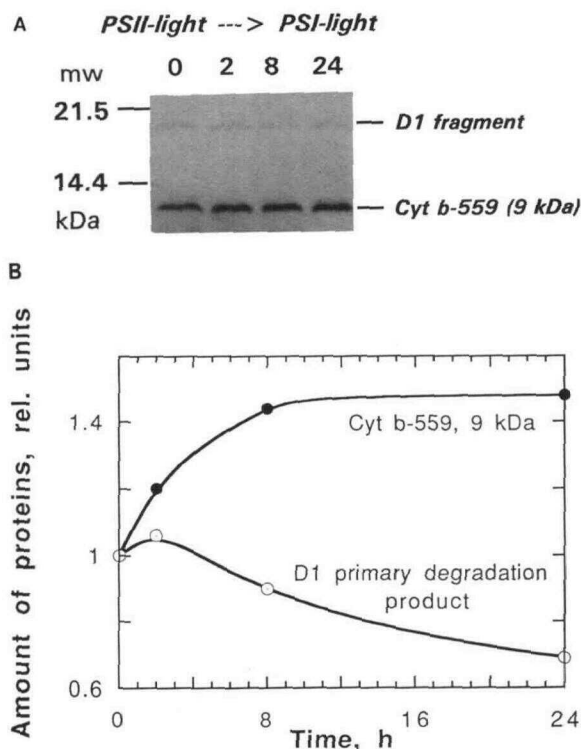 A
PSII-light ---> PSI-light
mw 0 2 8 24
21.5
D1 fragment
14.4
kDa
Cyt b-559 (9 kDa)
B
Amount of proteins, rel. units
1.4
1
0.6
Cyt b-559, 9 kDa
D1 primary degradation
product
0 8 16 24
Time, h